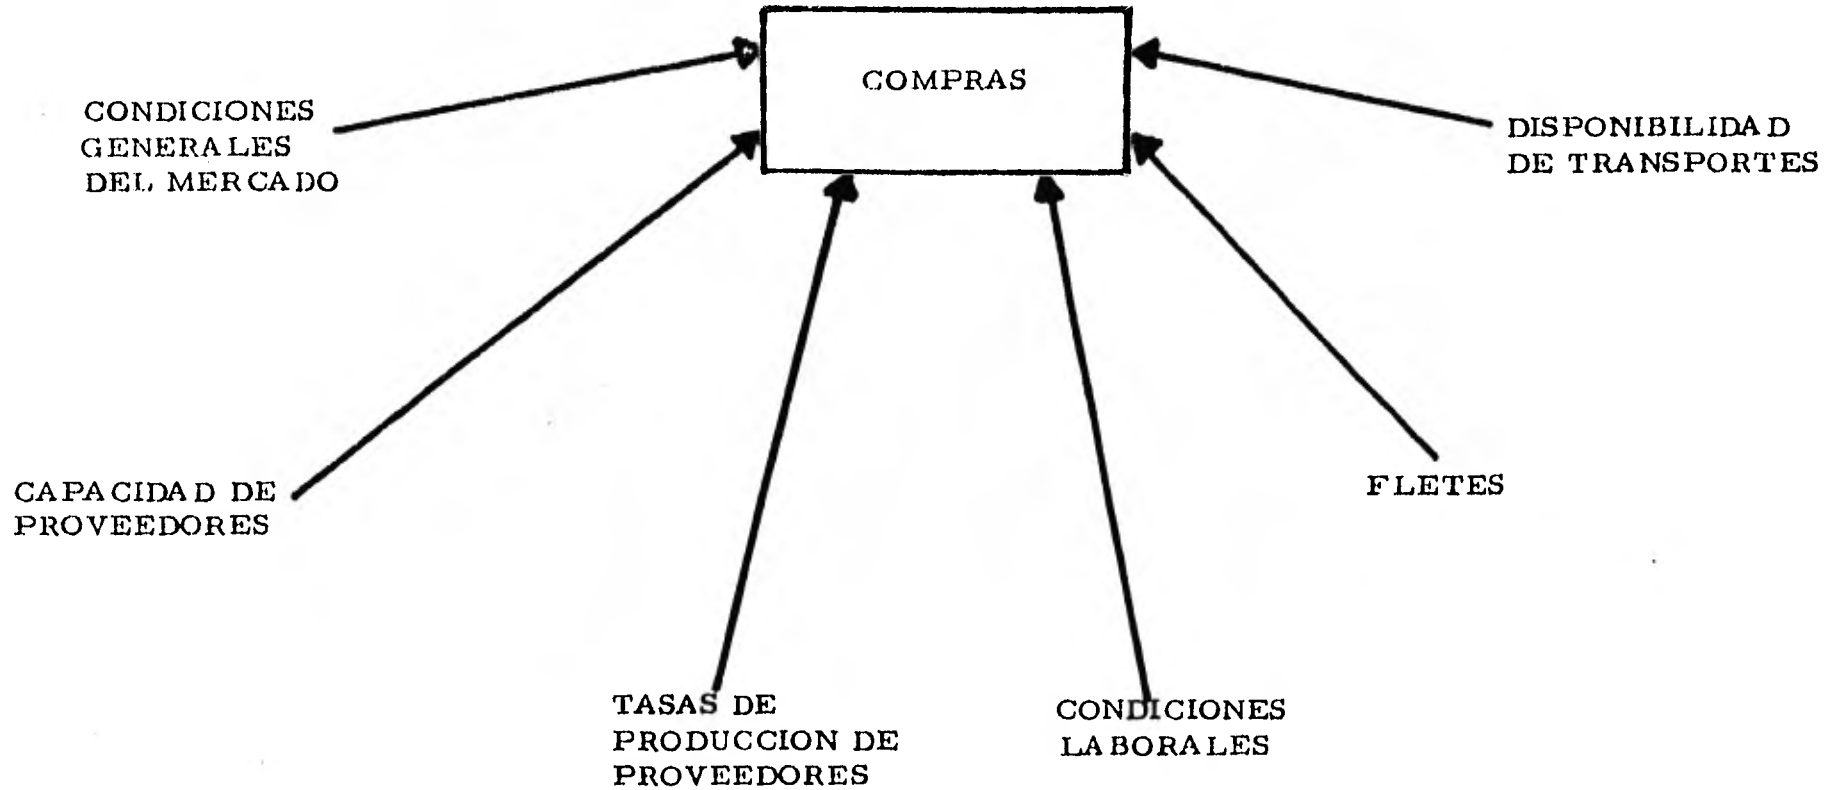 COMPRAS
CONDICIONES
GENERALES
DEL MERCADO
DISPONIBILIDAD
DE TRANSPORTES
CAPACIDAD DE
PROVEEDORES
FLETES
TASAS DE
PRODUCCION DE
PROVEEDORES
CONDICIONES
LABORALES